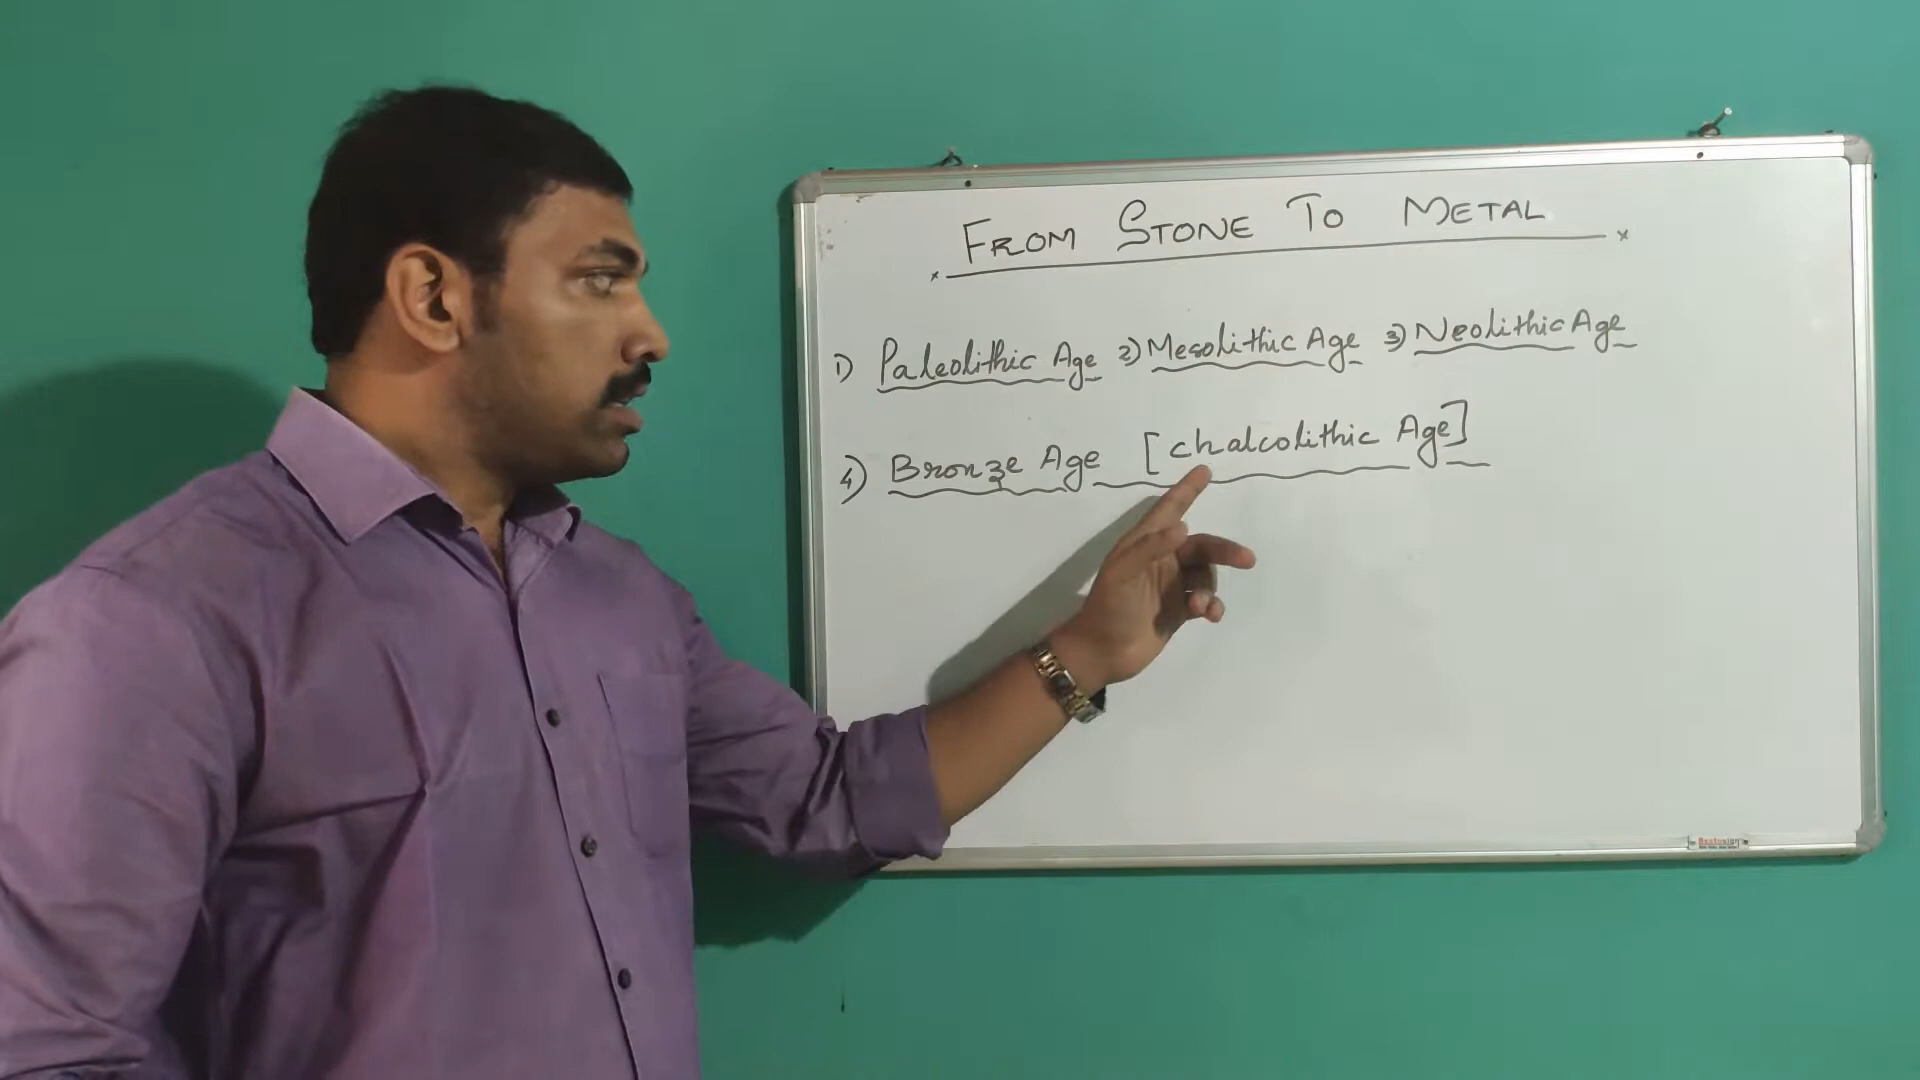 FROM STONE TO METAL
1) Paleolithic Age 2) Mesolithic Age 3) Neolithic Age
4) Bronze Age [chalcolithic Age]